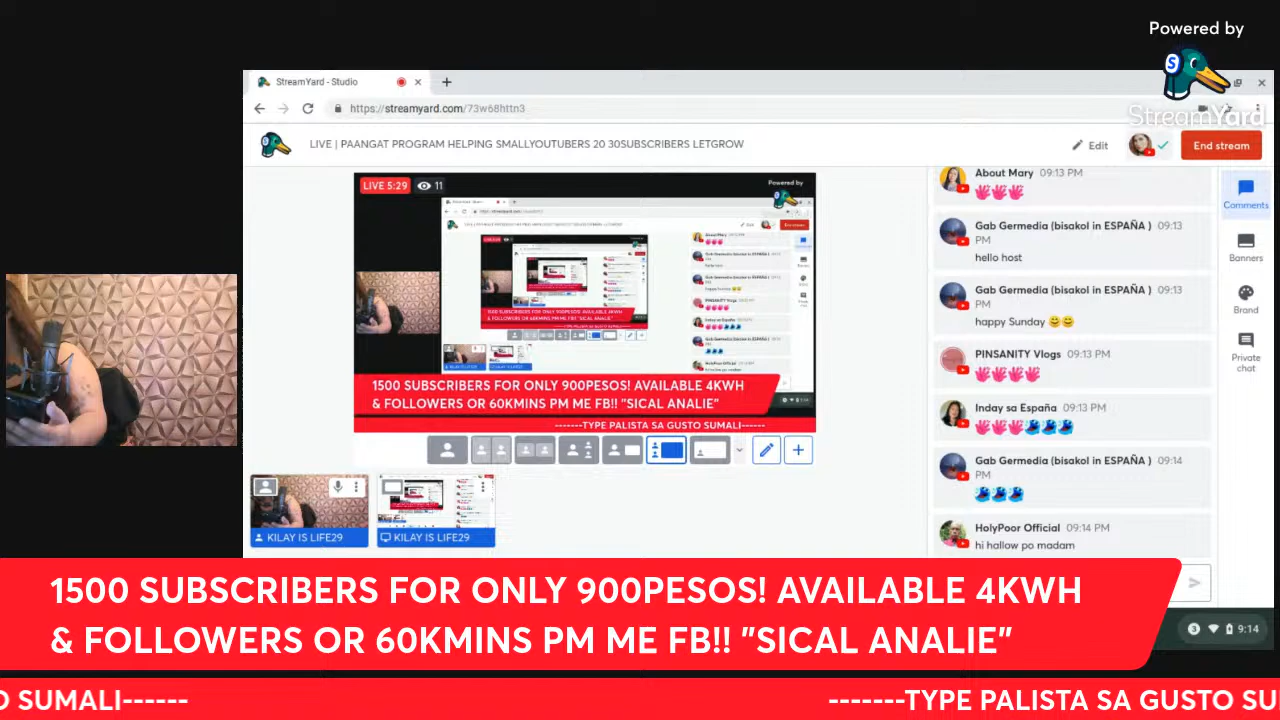 Powered by
StreamYard
StreamYard - Studio
https://streamyard.com/73w68httn3
LIVE | PAANGAT PROGRAM HELPING SMALLYOUTUBERS 20 30SUBSCRIBERS LETGROW
Edit
End stream
LIVE 5:29
11
Powered by
1500 SUBSCRIBERS FOR ONLY 900PESOS! AVAILABLE 4KWH
& FOLLOWERS OR 60KMINS PM ME FB!! "SICAL ANALIE"
-------TYPE PALISTA SA GUSTO SUMALI------
KILAY IS LIFE29
KILAY IS LIFE29
About Mary 09:13 PM
Gab Germedia (bisakol in ESPAÑA ) 09:13
PM
hello host
Gab Germedia (bisakol in ESPAÑA ) 09:13
PM
happy Sunday 😊😊
PINSANITY Vlogs 09:13 PM
Inday sa España 09:13 PM
Gab Germedia (bisakol in ESPAÑA ) 09:14
PM
HolyPoor Official 09:14 PM
hi hallow po madam
Comments
Banners
Brand
Private
chat
3
9:14
1500 SUBSCRIBERS FOR ONLY 900PESOS! AVAILABLE 4KWH
& FOLLOWERS OR 60KMINS PM ME FB!! "SICAL ANALIE"
O SUMALI------
-------TYPE PALISTA SA GUSTO SU